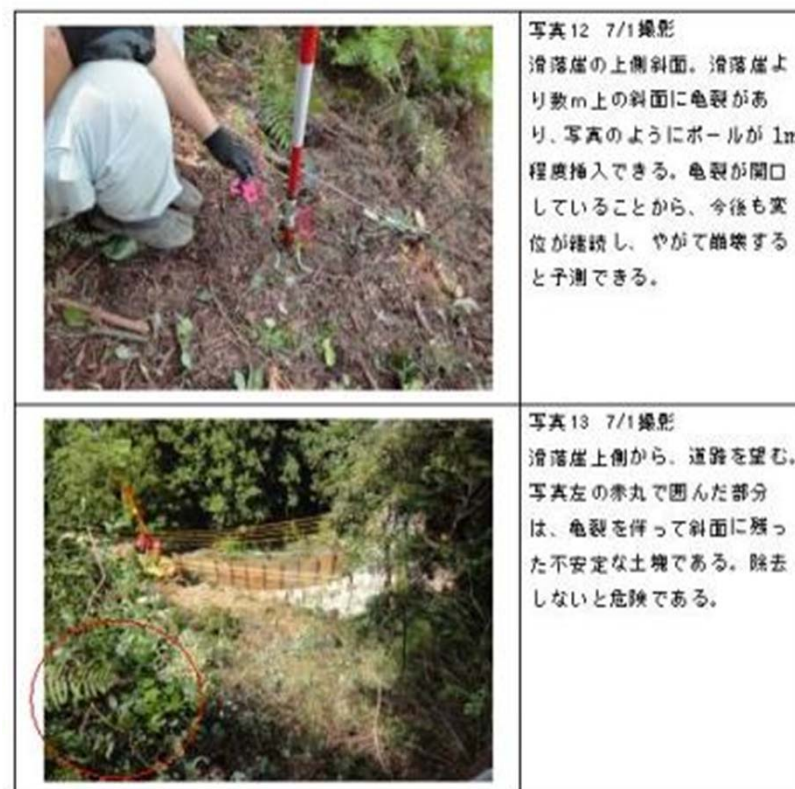 写真12 7/1撮影
滑落崖の上側斜面。滑落崖よ
り数m上の斜面に亀裂があ
り、写真のようにポールが 1m
程度挿入できる。亀裂が開口
していることから、今後も変
位が継続し、やがて崩壊する
と予測できる。
写真13 7/1撮影
滑落崖上側から、道路を望む。
写真左の赤丸で囲んだ部分
は、亀裂を伴って斜面に残っ
た不安定な土塊である。除去
しないと危険である。